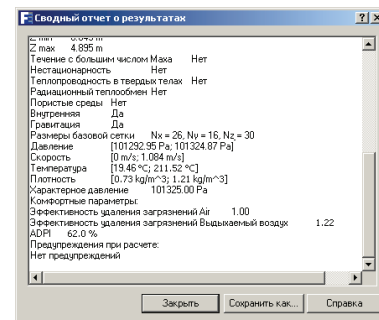 Сводный отчет о результатах
Z min -0.045 m
Z max 4.895 m
Течение с большим числом Маха Нет
Нестационарность Нет
Теплопроводность в твердых телах Нет
Радиационный теплообмен Нет
Пористые среды Нет
Внутренняя Да
Гравитация Да
Размеры базовой сетки Nx = 26, Ny = 16, Nz = 30
Давление [101292.95 Pa; 101324.87 Pa]
Скорость [0 m/s; 1.084 m/s]
Температура [19.46 °C; 211.52 °C]
Плотность [0.73 kg/m^3; 1.21 kg/m^3]
Характерное давление 101325.00 Pa
Комфортные параметры:
Эффективность удаления загрязнений Air 1.00
Эффективность удаления загрязнений Выдыхаемый воздух 1.22
ADPI 62.0 %
Предупреждения при расчете:
Нет предупреждений
Закрыть Сохранить как... Справка